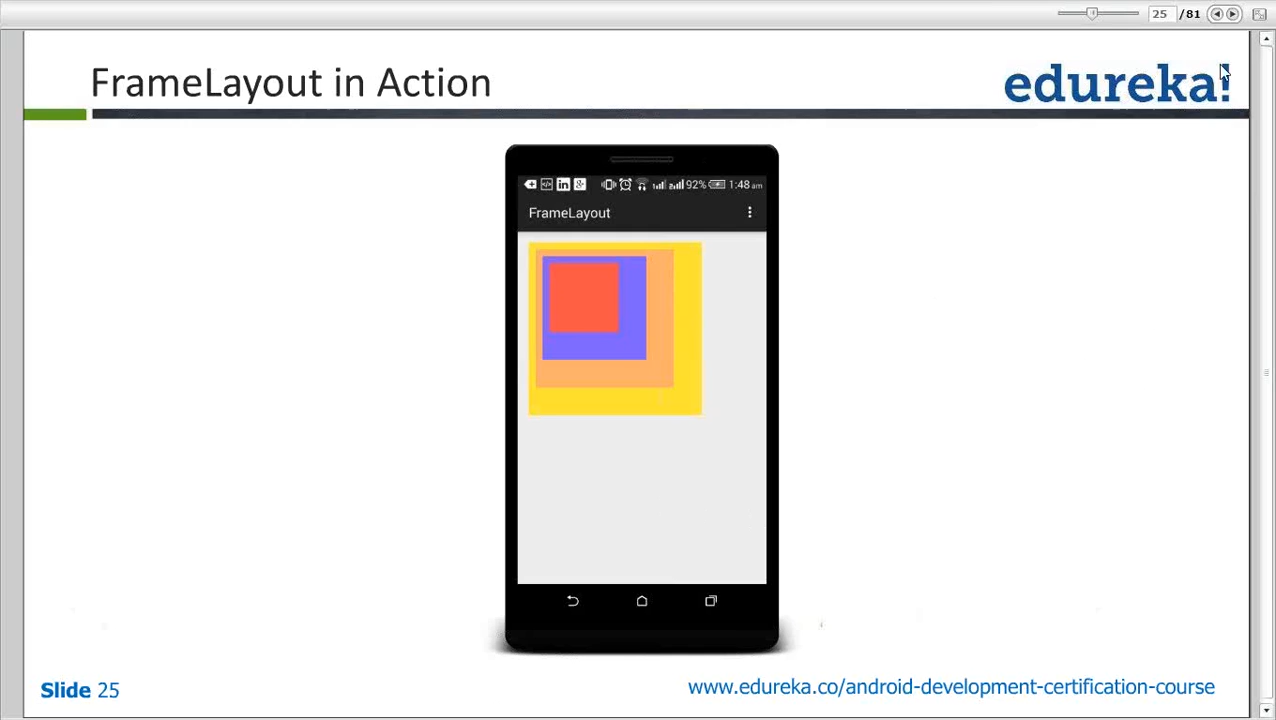 25 /81
FrameLayout in Action
edureka!
in 92% 1:48 am
FrameLayout
Slide 25
www.edureka.co/android-development-certification-course